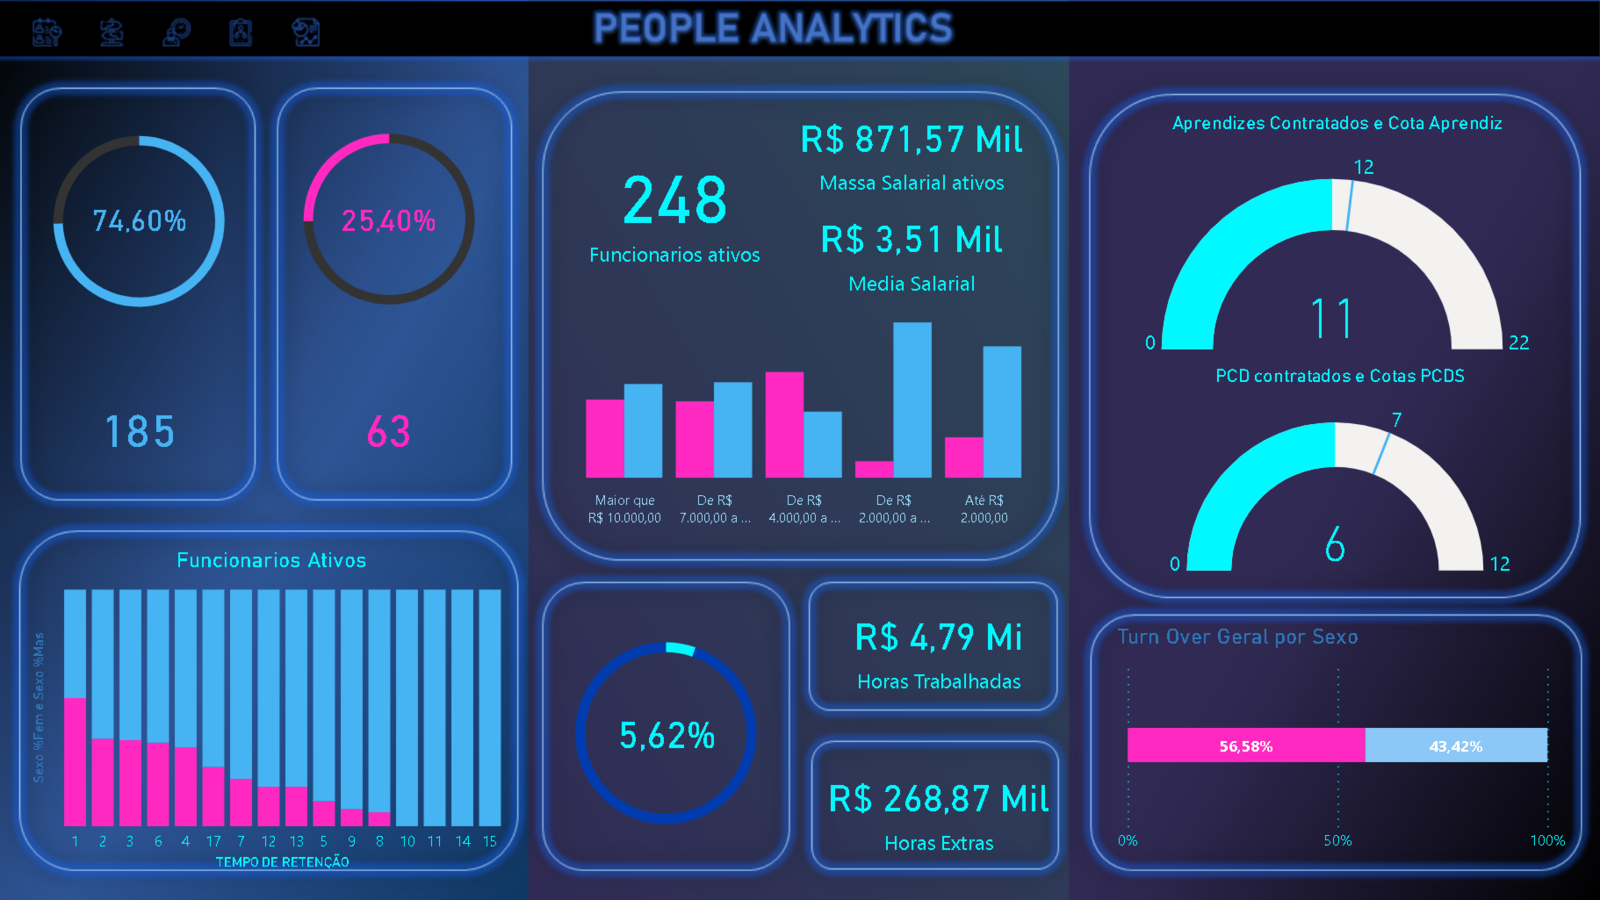 PEOPLE ANALYTICS
74,60%
185
25,40%
63
248
Funcionarios ativos
R$ 871,57 Mil
Massa Salarial ativos
R$ 3,51 Mil
Media Salarial
Maior que
R$ 10.000,00
De R$
7.000,00 a ...
De R$
4.000,00 a ...
De R$
2.000,00 a ...
Até R$
2.000,00
Aprendizes Contratados e Cota Aprendiz
12
0
11
22
PCD contratados e Cotas PCDS
7
0
6
12
Funcionarios Ativos
Sexo %Fem e Sexo %Mas
1 2 3 6 4 17 7 12 13 5 9 8 10 11 14 15
TEMPO DE RETENÇÃO
5,62%
R$ 4,79 Mi
Horas Trabalhadas
R$ 268,87 Mil
Horas Extras
Turn Over Geral por Sexo
56,58% 43,42%
0% 50% 100%